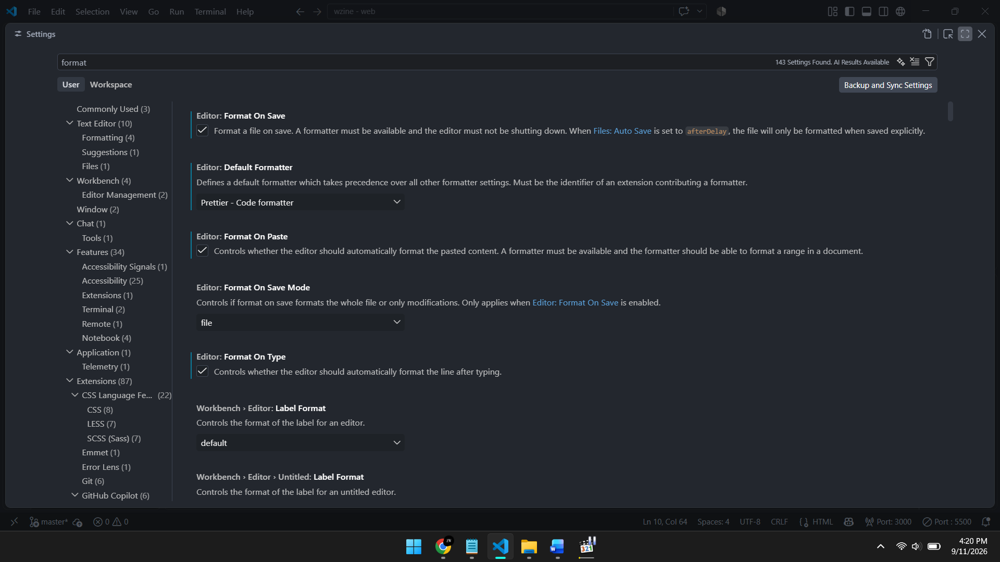 File Edit Selection View Go Run Terminal Help
wzine - web
Settings
format
143 Settings Found. AI Results Available
User Workspace
Backup and Sync Settings
Commonly Used (3)
Text Editor (10)
Formatting (4)
Suggestions (1)
Files (1)
Workbench (4)
Editor Management (2)
Window (2)
Chat (1)
Tools (1)
Features (34)
Accessibility Signals (1)
Accessibility (25)
Extensions (1)
Terminal (2)
Remote (1)
Notebook (4)
Application (1)
Telemetry (1)
Extensions (87)
CSS Language Fe... (22)
CSS (8)
LESS (7)
SCSS (Sass) (7)
Emmet (1)
Error Lens (1)
Git (6)
GitHub Copilot (6)
Editor: Format On Save
Format a file on save. A formatter must be available and the editor must not be shutting down. When Files: Auto Save is set to afterDelay, the file will only be formatted when saved explicitly.
Editor: Default Formatter
Defines a default formatter which takes precedence over all other formatter settings. Must be the identifier of an extension contributing a formatter.
Prettier - Code formatter
Editor: Format On Paste
Controls whether the editor should automatically format the pasted content. A formatter must be available and the formatter should be able to format a range in a document.
Editor: Format On Save Mode
Controls if format on save formats the whole file or only modifications. Only applies when Editor: Format On Save is enabled.
file
Editor: Format On Type
Controls whether the editor should automatically format the line after typing.
Workbench › Editor: Label Format
Controls the format of the label for an editor.
default
Workbench › Editor › Untitled: Label Format
Controls the format of the label for an untitled editor.
master* 0 0
Ln 10, Col 64 Spaces: 4 UTF-8 CRLF HTML Port: 3000 Port : 5500
W
321
4:20 PM
9/11/2026